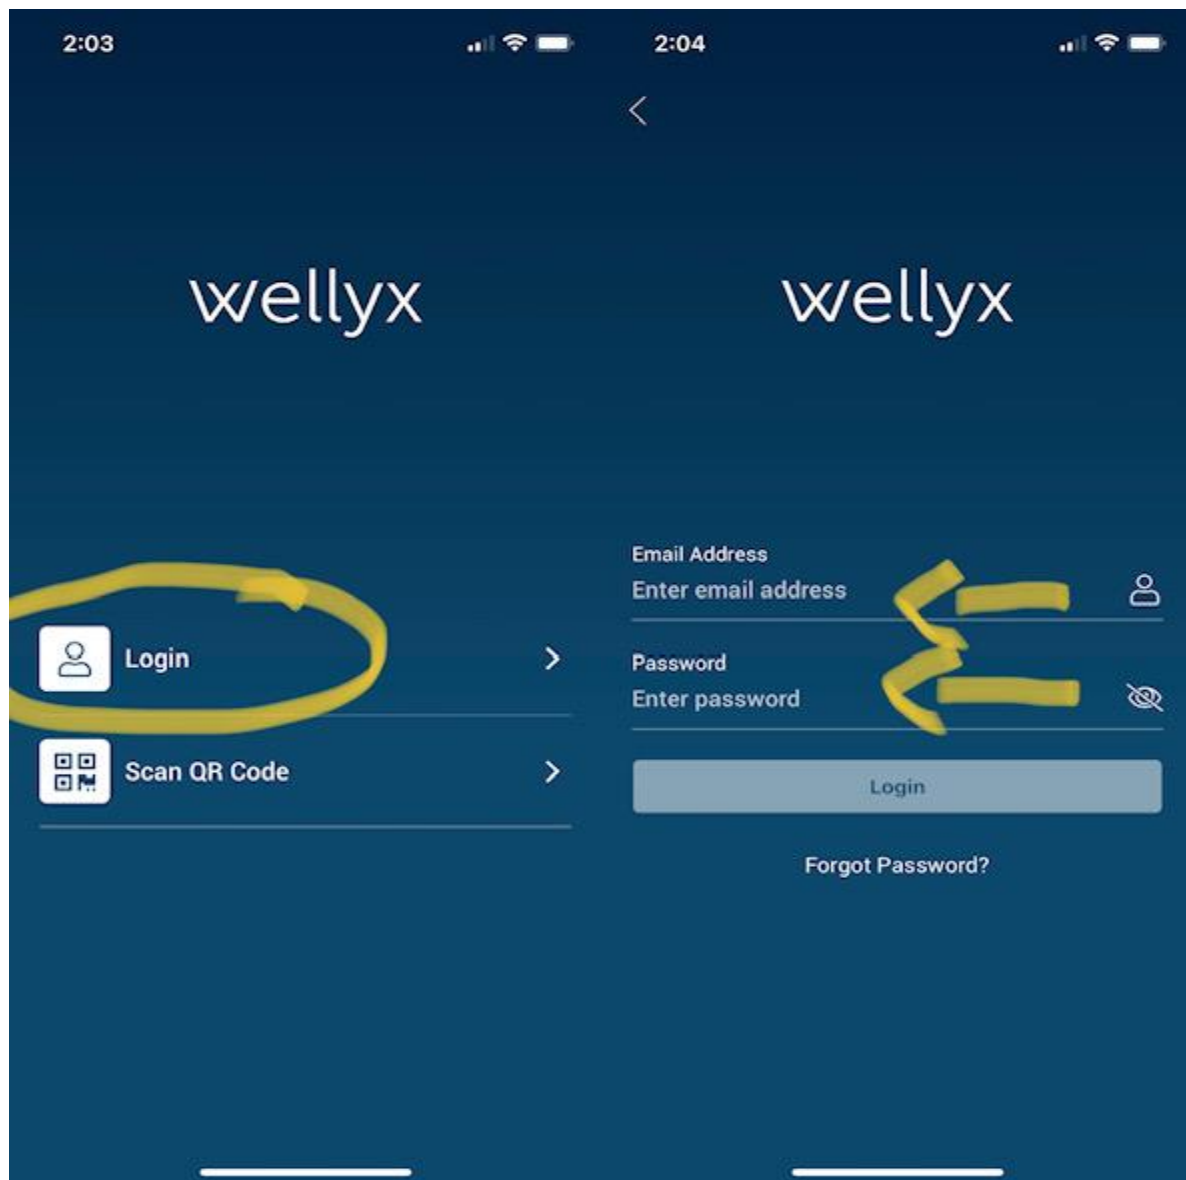 2:03
wellyx
Login
Scan QR Code
2:04
wellyx
Email Address
Enter email address
Password
Enter password
Login
Forgot Password?